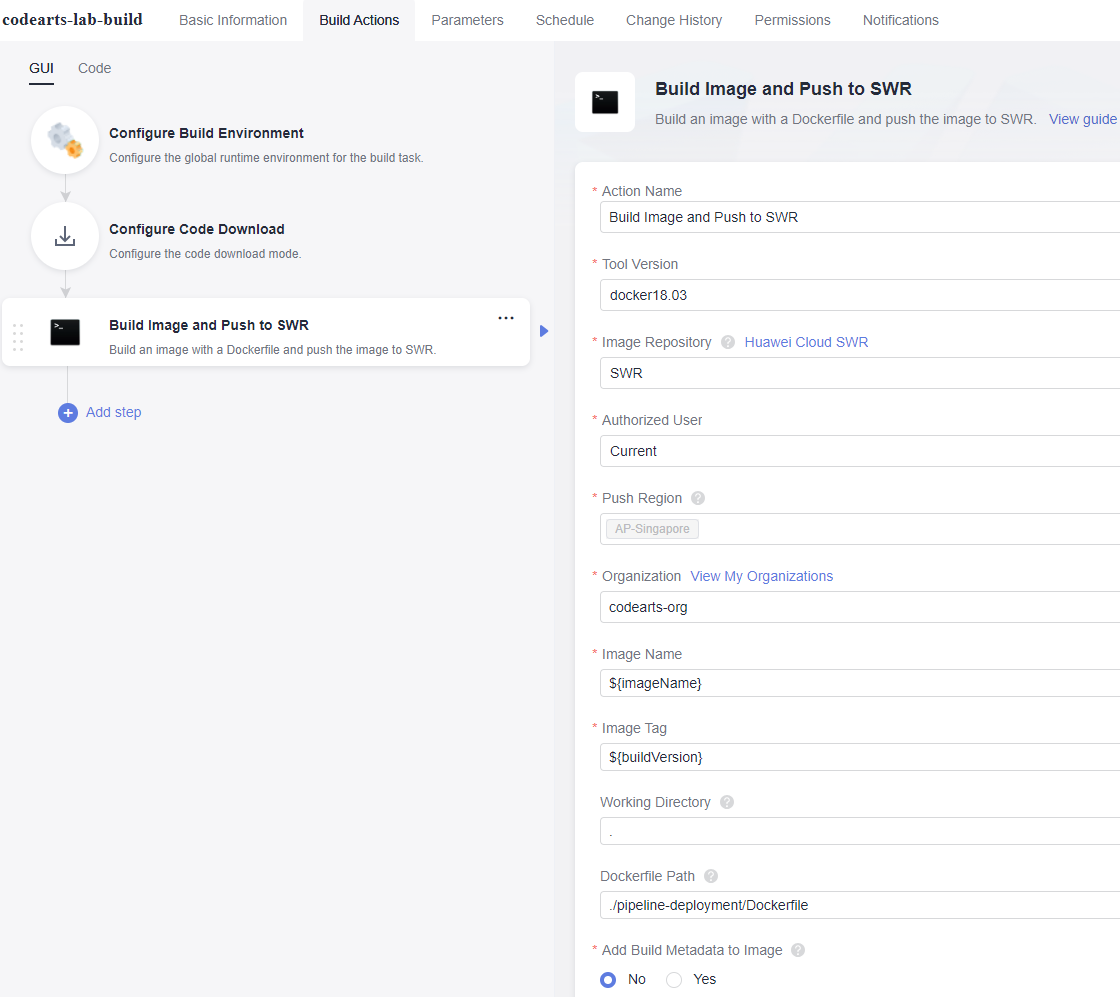 codearts-lab-build
Basic Information
Build Actions
Parameters
Schedule
Change History
Permissions
Notifications
GUI
Code
Configure Build Environment
Configure the global runtime environment for the build task.
Configure Code Download
Configure the code download mode.
>_
Build Image and Push to SWR
...
Build an image with a Dockerfile and push the image to SWR.
+ Add step
>_
Build Image and Push to SWR
Build an image with a Dockerfile and push the image to SWR. View guide
* Action Name
Build Image and Push to SWR
* Tool Version
docker18.03
* Image Repository ? Huawei Cloud SWR
SWR
* Authorized User
Current
* Push Region ?
AP-Singapore
* Organization View My Organizations
codearts-org
* Image Name
${imageName}
* Image Tag
${buildVersion}
Working Directory ?
.
Dockerfile Path ?
./pipeline-deployment/Dockerfile
* Add Build Metadata to Image ?
No Yes